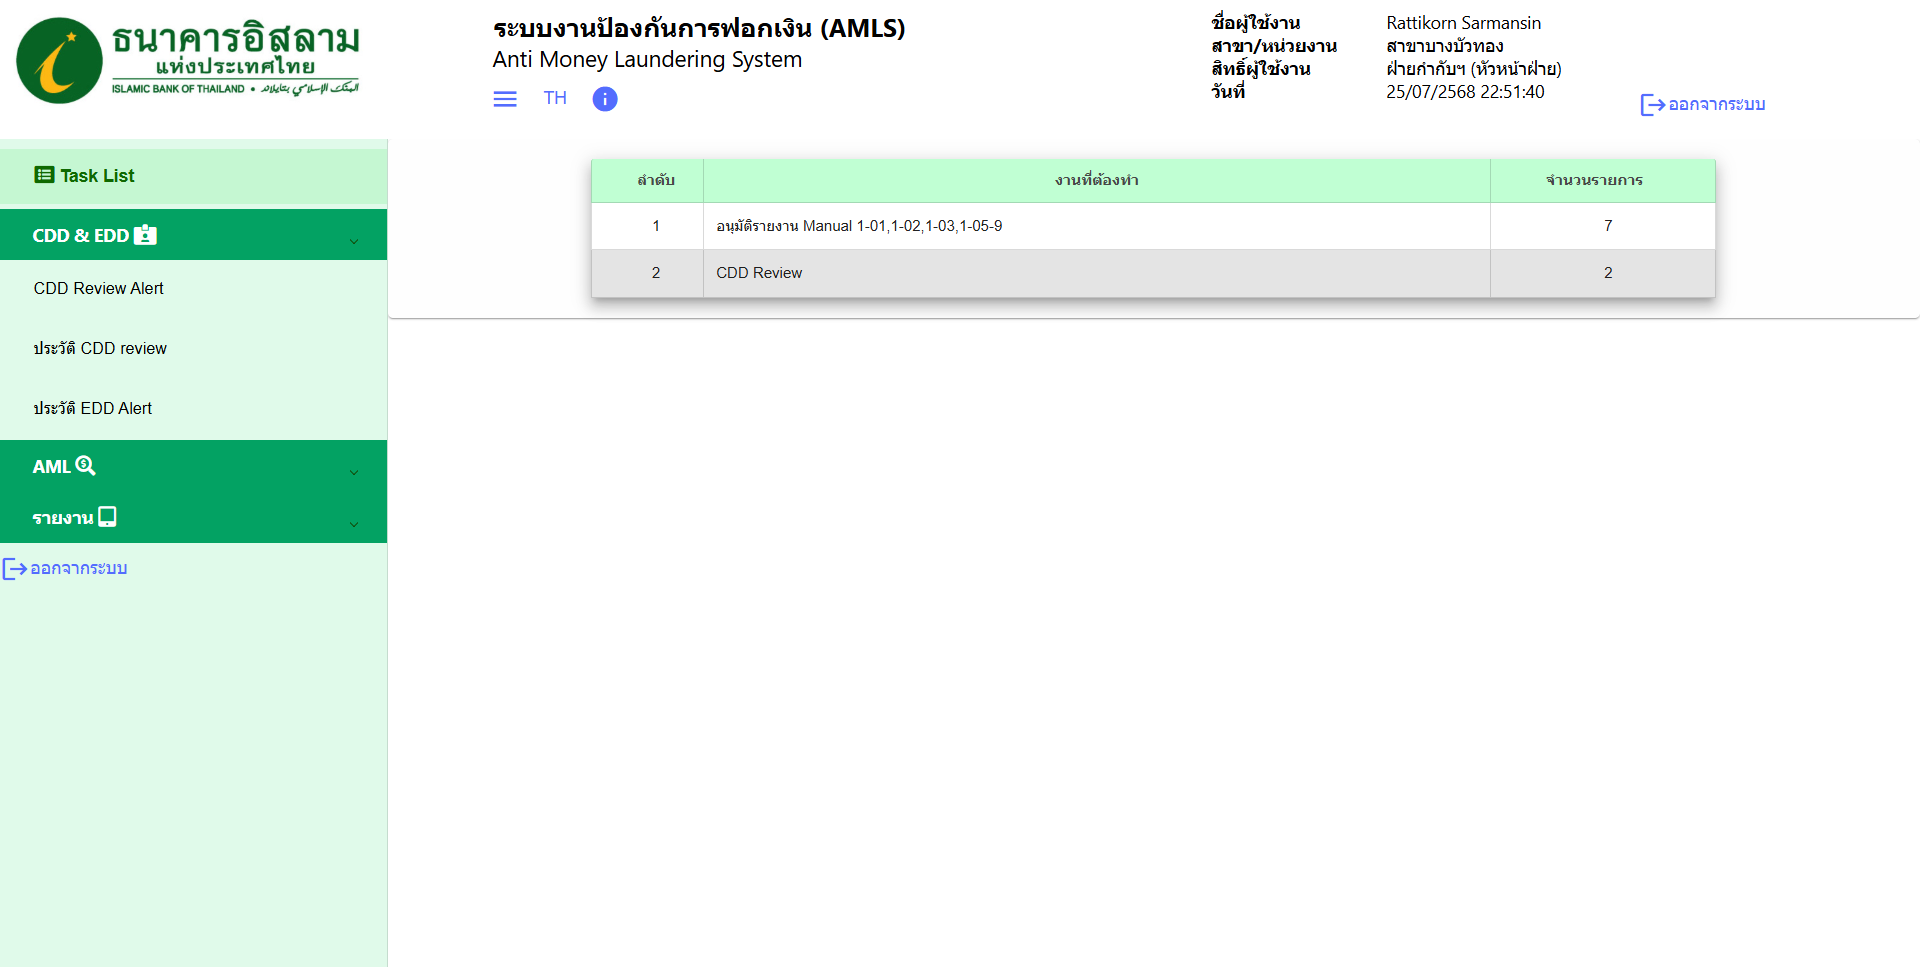 ธนาคารอิสลาม
แห่งประเทศไทย
ISLAMIC BANK OF THAILAND •
ระบบงานป้องกันการฟอกเงิน (AMLS)
Anti Money Laundering System
TH
ชื่อผู้ใช้งาน Rattikorn Sarmansin
สาขา/หน่วยงาน สาขาบางบัวทอง
สิทธิ์ผู้ใช้งาน ฝ่ายกำกับฯ (หัวหน้าฝ่าย)
วันที่ 25/07/2568 22:51:40
ออกจากระบบ
Task List
CDD & EDD
CDD Review Alert
ประวัติ CDD review
ประวัติ EDD Alert
AML
รายงาน
ออกจากระบบ
ลำดับ งานที่ต้องทำ จำนวนรายการ
1 อนุมัติรายงาน Manual 1-01,1-02,1-03,1-05-9 7
2 CDD Review 2